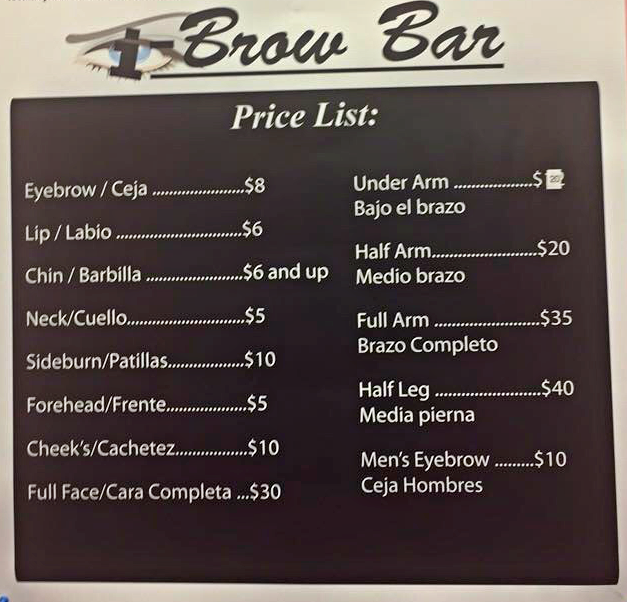 Brow Bar
Price List:
Eyebrow / Ceja ......................$8
Lip / Labio ..............................$6
Chin / Barbilla .......................$6 and up
Neck/Cuello............................$5
Sideburn/Patillas..................$10
Forehead/Frente...................$5
Cheek's/Cachetez.................$10
Full Face/Cara Completa ...$30
Under Arm ...................$
Bajo el brazo
Half Arm.........................$20
Medio brazo
Full Arm .........................$35
Brazo Completo
Half Leg .........................$40
Media pierna
Men's Eyebrow .........$10
Ceja Hombres